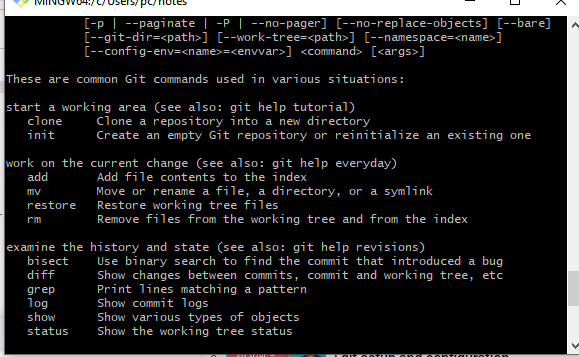 MINGW64:/c/Users/pc/notes
[-p | --paginate | -P | --no-pager] [--no-replace-objects] [--bare]
[--git-dir=<path>] [--work-tree=<path>] [--namespace=<name>]
[--config-env=<name>=<envvar>] <command> [<args>]
These are common Git commands used in various situations:
start a working area (see also: git help tutorial)
clone     Clone a repository into a new directory
init      Create an empty Git repository or reinitialize an existing one
work on the current change (see also: git help everyday)
add       Add file contents to the index
mv        Move or rename a file, a directory, or a symlink
restore   Restore working tree files
rm        Remove files from the working tree and from the index
examine the history and state (see also: git help revisions)
bisect    Use binary search to find the commit that introduced a bug
diff      Show changes between commits, commit and working tree, etc
grep      Print lines matching a pattern
log       Show commit logs
show      Show various types of objects
status    Show the working tree status